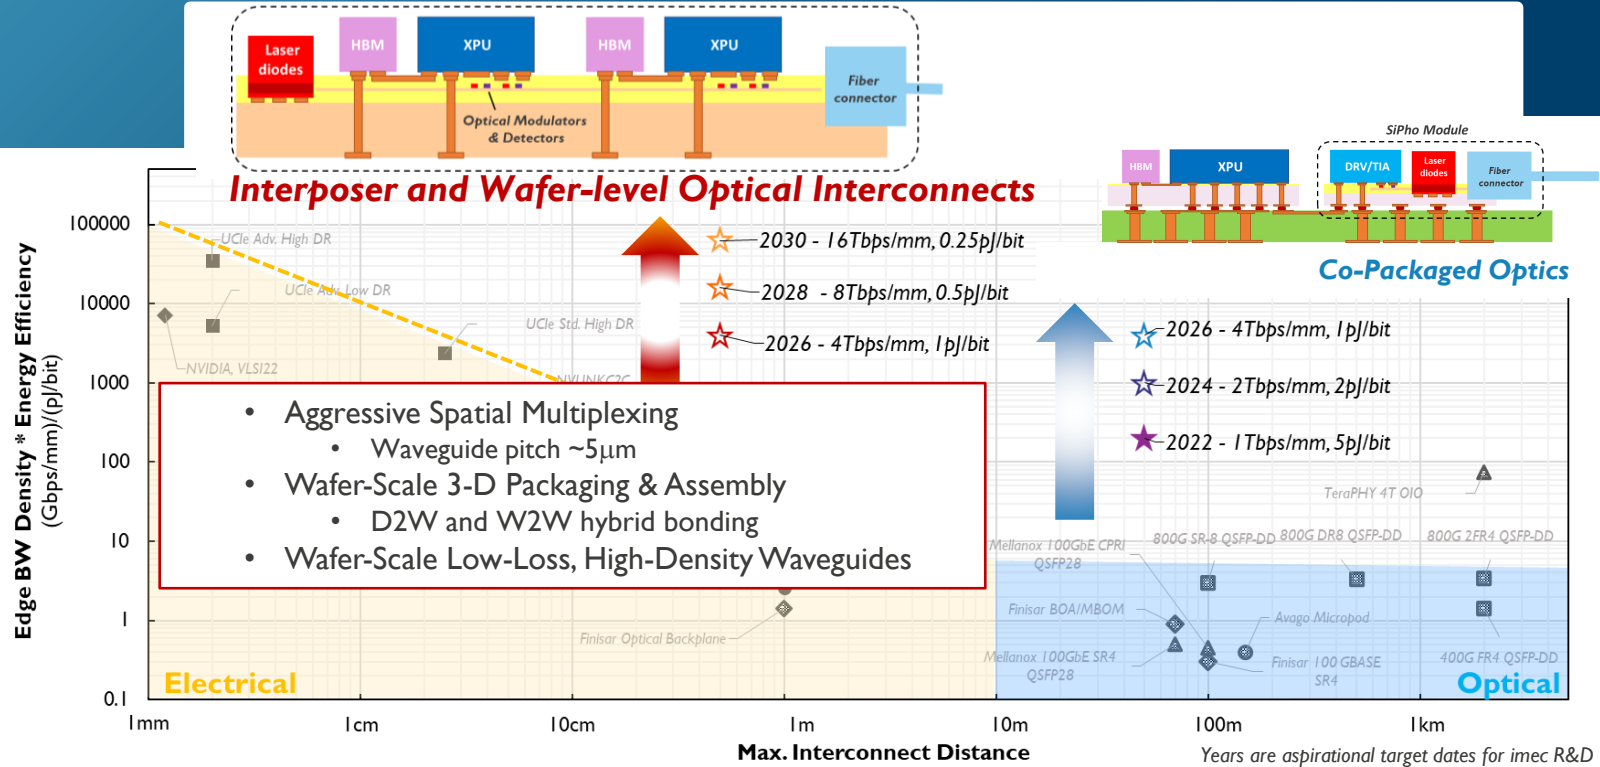 Laser
diodes
HBM
XPU
HBM
XPU
Fiber
connector
Optical Modulators
& Detectors
SiPho Module
HBM
XPU
DRV/TIA
Laser
diodes
Fiber
connector
Interposer and Wafer-level Optical Interconnects
Co-Packaged Optics
Edge BW Density * Energy Efficiency
(Gbps/mm)/(pJ/bit)
100000
10000
1000
100
10
1
0.1
UCIe Adv. High DR
UCIe Adv. Low DR
UCIe Std. High DR
NVIDIA, VLSI22
NVLINKC2C
2030 - 16Tbps/mm, 0.25pJ/bit
2028 - 8Tbps/mm, 0.5pJ/bit
2026 - 4Tbps/mm, 1pJ/bit
2026 - 4Tbps/mm, 1pJ/bit
2024 - 2Tbps/mm, 2pJ/bit
2022 - 1Tbps/mm, 5pJ/bit
• Aggressive Spatial Multiplexing
• Waveguide pitch ~5μm
• Wafer-Scale 3-D Packaging & Assembly
• D2W and W2W hybrid bonding
• Wafer-Scale Low-Loss, High-Density Waveguides
TeraPHY 4T OIO
Mellanox 100GbE CPRI
QSFP28
800G SR-8 QSFP-DD
800G DR8 QSFP-DD
800G 2FR4 QSFP-DD
Finisar BOA/MBOM
Avago Micropod
Finisar Optical Backplane
Mellanox 100GbE SR4
QSFP28
Finisar 100 GBASE
SR4
400G FR4 QSFP-DD
Electrical
Optical
1mm
1cm
10cm
1m
10m
100m
1km
Max. Interconnect Distance
Years are aspirational target dates for imec R&D